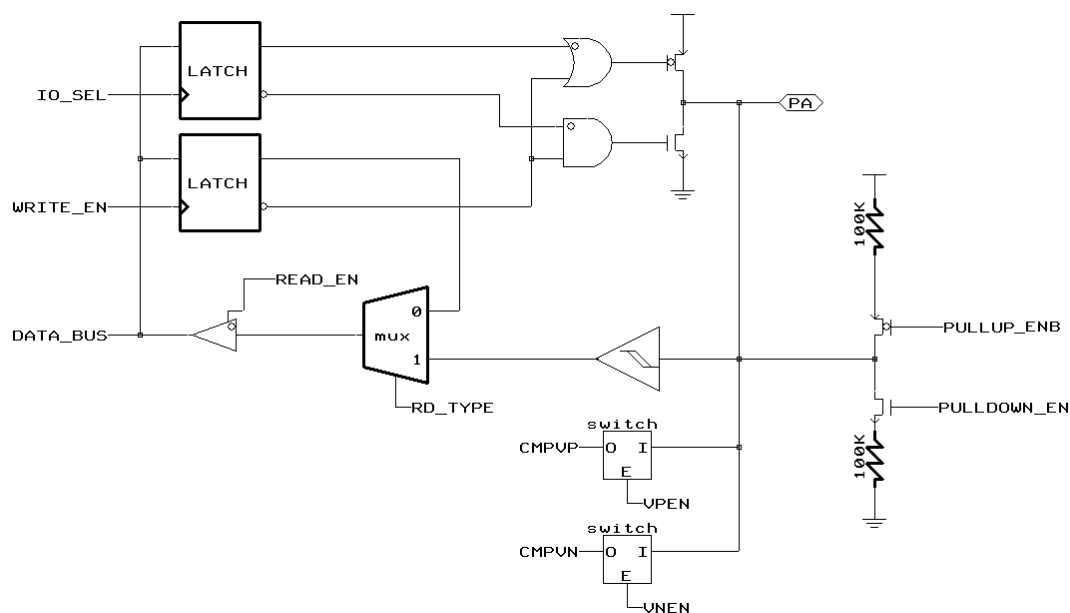 LATCH
IO_SEL
PA
LATCH
WRITE_EN
100K
READ_EN
0
DATA_BUS
mux
PULLUP_ENB
1
RD_TYPE
PULLDOWN_EN
switch
CMPVP
O I
E
100K
VPEN
switch
CMPVN
O I
E
VNEN